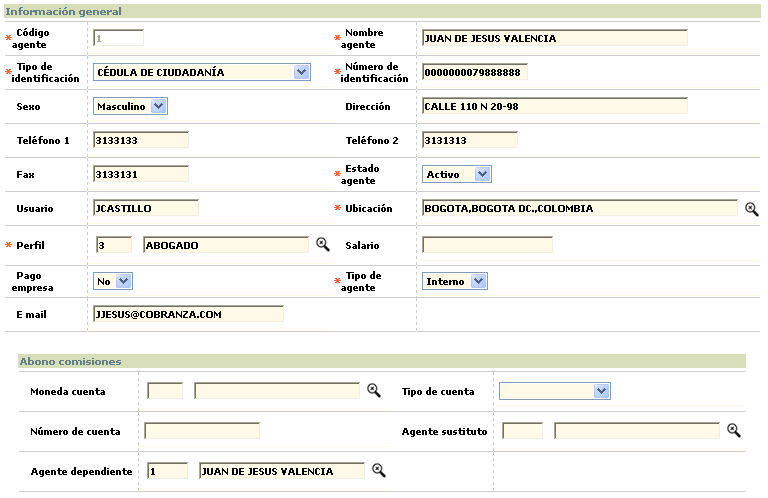 Información general
* Código agente 1 * Nombre agente JUAN DE JESUS VALENCIA
* Tipo de identificación CÉDULA DE CIUDADANÍA * Número de identificación 0000000079888888
Sexo Masculino Dirección CALLE 110 N 20-98
Teléfono 1 3133133 Teléfono 2 3131313
Fax 3133131 * Estado agente Activo
Usuario JCASTILLO * Ubicación BOGOTA,BOGOTA DC.,COLOMBIA
* Perfil 3 ABOGADO Salario
Pago empresa No * Tipo de agente Interno
E mail JJESUS@COBRANZA.COM
Abono comisiones
Moneda cuenta Tipo de cuenta
Número de cuenta Agente sustituto
Agente dependiente 1 JUAN DE JESUS VALENCIA